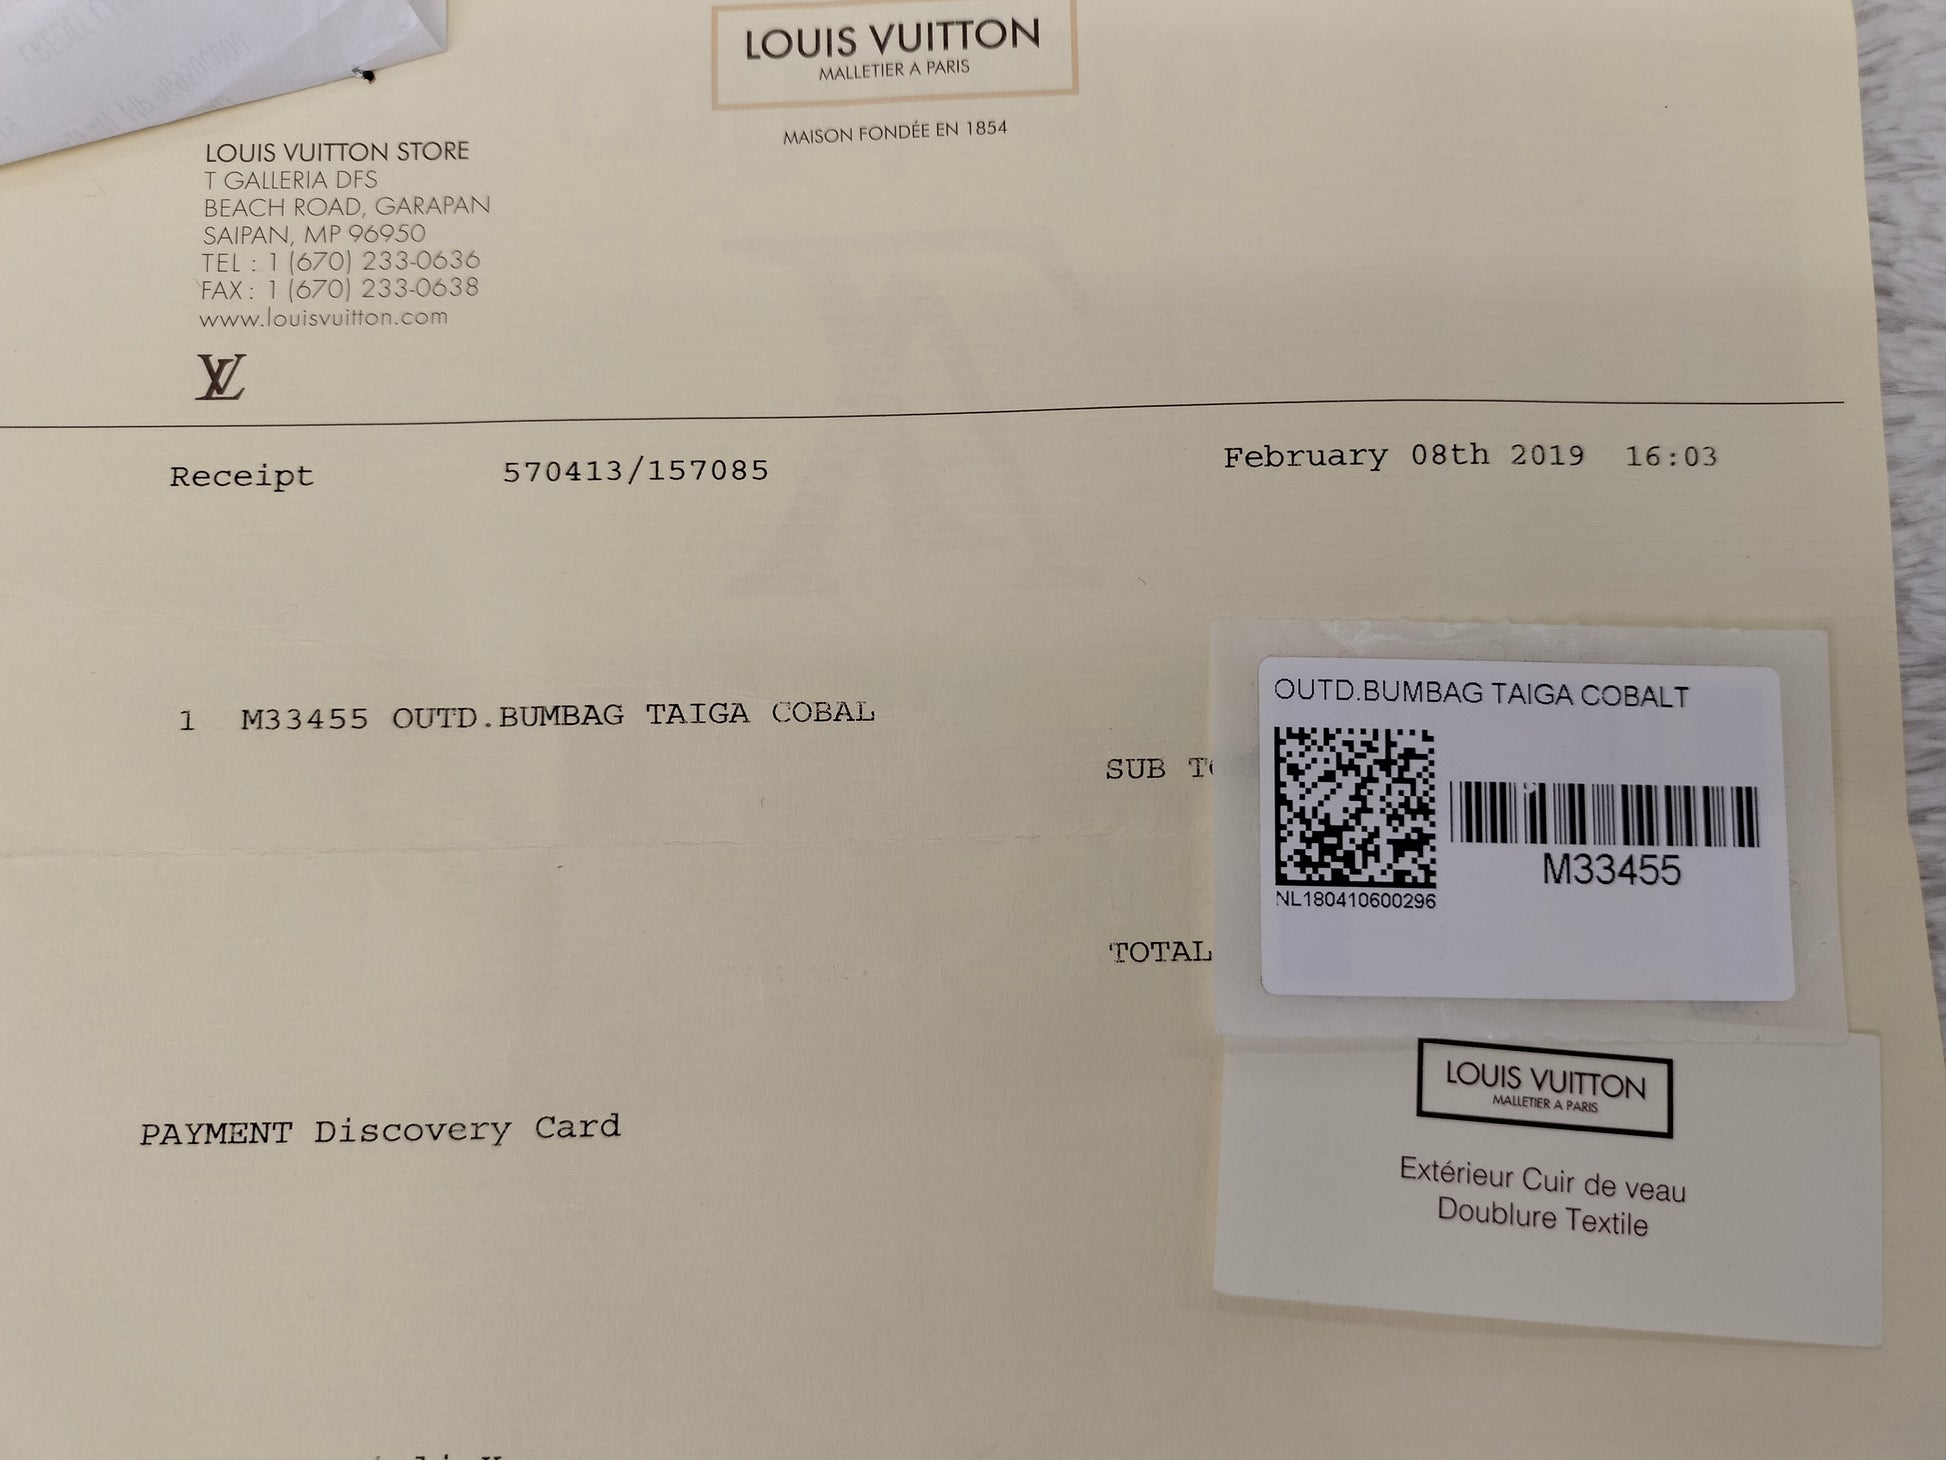 LOUIS VUITTON
MALLETIER A PARIS
MAISON FONDÉE EN 1854
LOUIS VUITTON STORE
T GALLERIA DFS
BEACH ROAD, GARAPAN
SAIPAN, MP 96950
TEL : 1 (670) 233-0636
FAX : 1 (670) 233-0638
www.louisvuitton.com
LV
Receipt 570413/157085 February 08th 2019 16:03
1 M33455 OUTD.BUMBAG TAIGA COBAL
SUB
TOTAL
OUTD.BUMBAG TAIGA COBALT
M33455
NL180410600296
PAYMENT Discovery Card
LOUIS VUITTON
MALLETIER A PARIS
Extérieur Cuir de veau
Doublure Textile